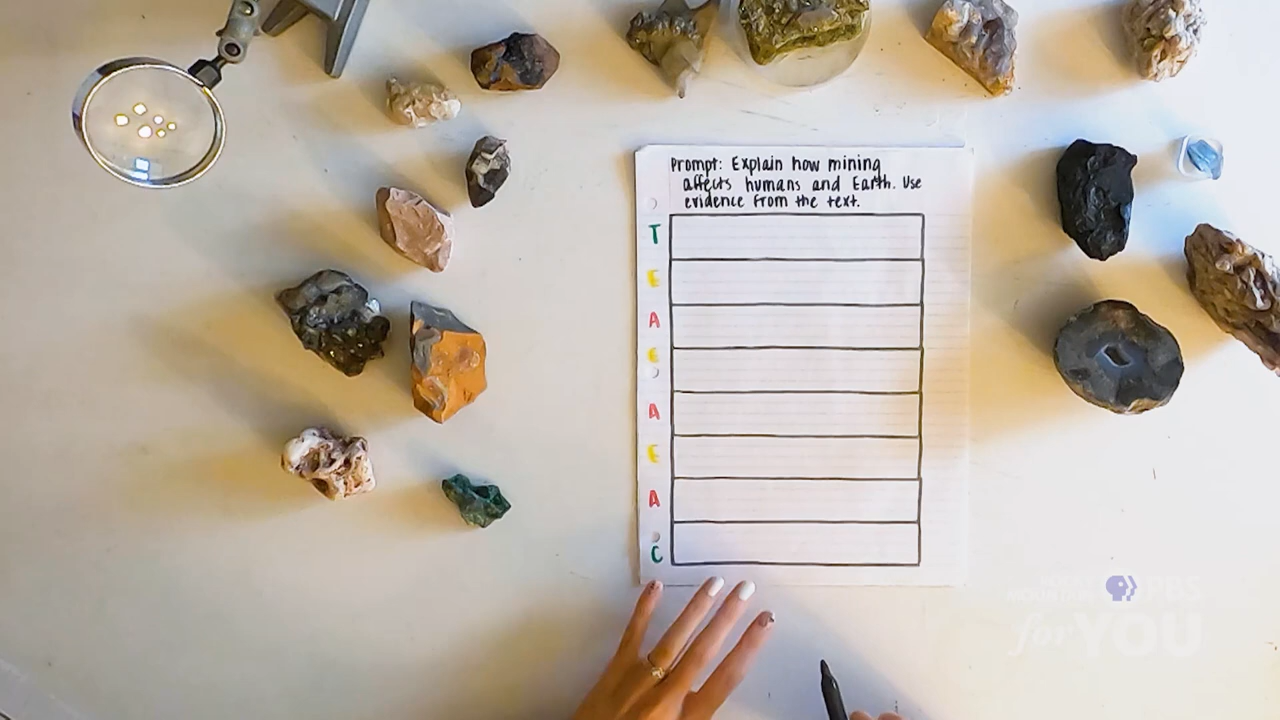 Prompt: Explain how mining
affects humans and Earth. Use
evidence from the text.
T
E
A
E
A
E
A
C
PBS
for YOU